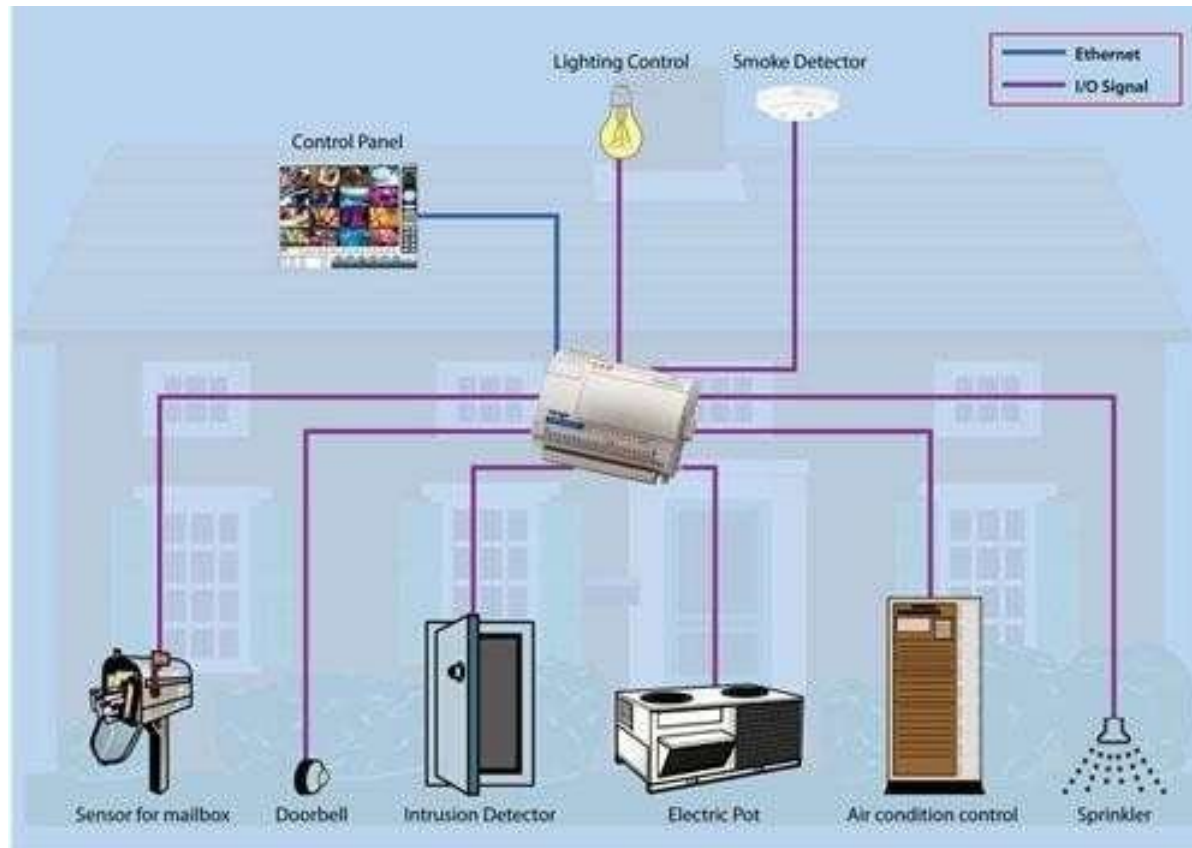 Ethernet
I/O Signal
Lighting Control
Smoke Detector
Control Panel
Sensor for mailbox
Doorbell
Intrusion Detector
Electric Pot
Air condition control
Sprinkler